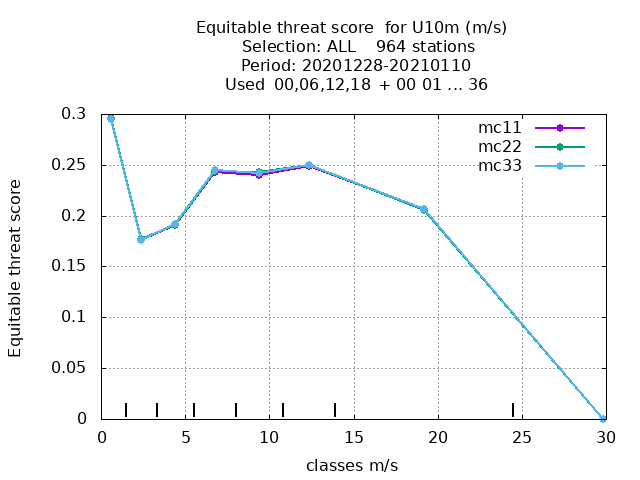 Equitable threat score  for U10m (m/s)
Selection: ALL    964 stations
Period: 20201228-20210110
Used  00,06,12,18  + 00 01 ... 36
mc11
mc22
mc33
0.3
0.25
0.2
0.15
0.1
0.05
0
Equitable threat score
0 5 10 15 20 25 30
classes m/s